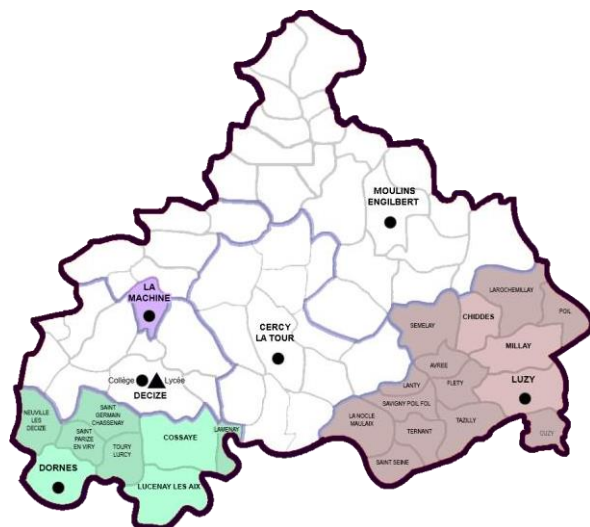 MOULINS
ENGILBERT
LAROCHEMILLAY
POIL
LA
MACHINE
CHIDDES
SEMELAY
CERCY
LA TOUR
MILLAY
AVREE
LANTY
FLETY
LUZY
Collège
Lycée
DECIZE
SAVIGNY POIL FOL
LA NOCLE
MAULAIX
TAZILLY
TERNANT
CUZY
SAINT SEINE
NEUVILLE
LES
DECIZE
SAINT
GERMAIN
CHASSENAY
SAINT
PARIZE
EN VIRY
TOURY
LURCY
COSSAYE
LAMENAY
DORNES
LUCENAY LES AIX